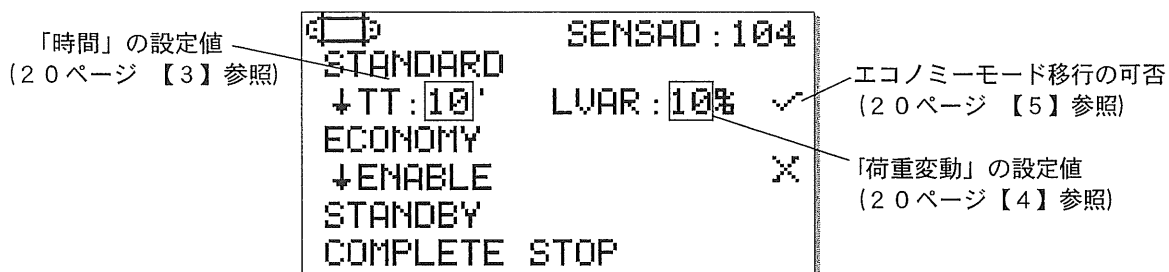 「時間」の設定値
(20ページ 【3】参照)
SENSAD:104
STANDARD
↓TT:10' LVAR:10% ✓
ECONOMY
↓ENABLE X
STANDBY
COMPLETE STOP
エコノミーモード移行の可否
(20ページ 【5】参照)
「荷重変動」の設定値
(20ページ【4】参照)